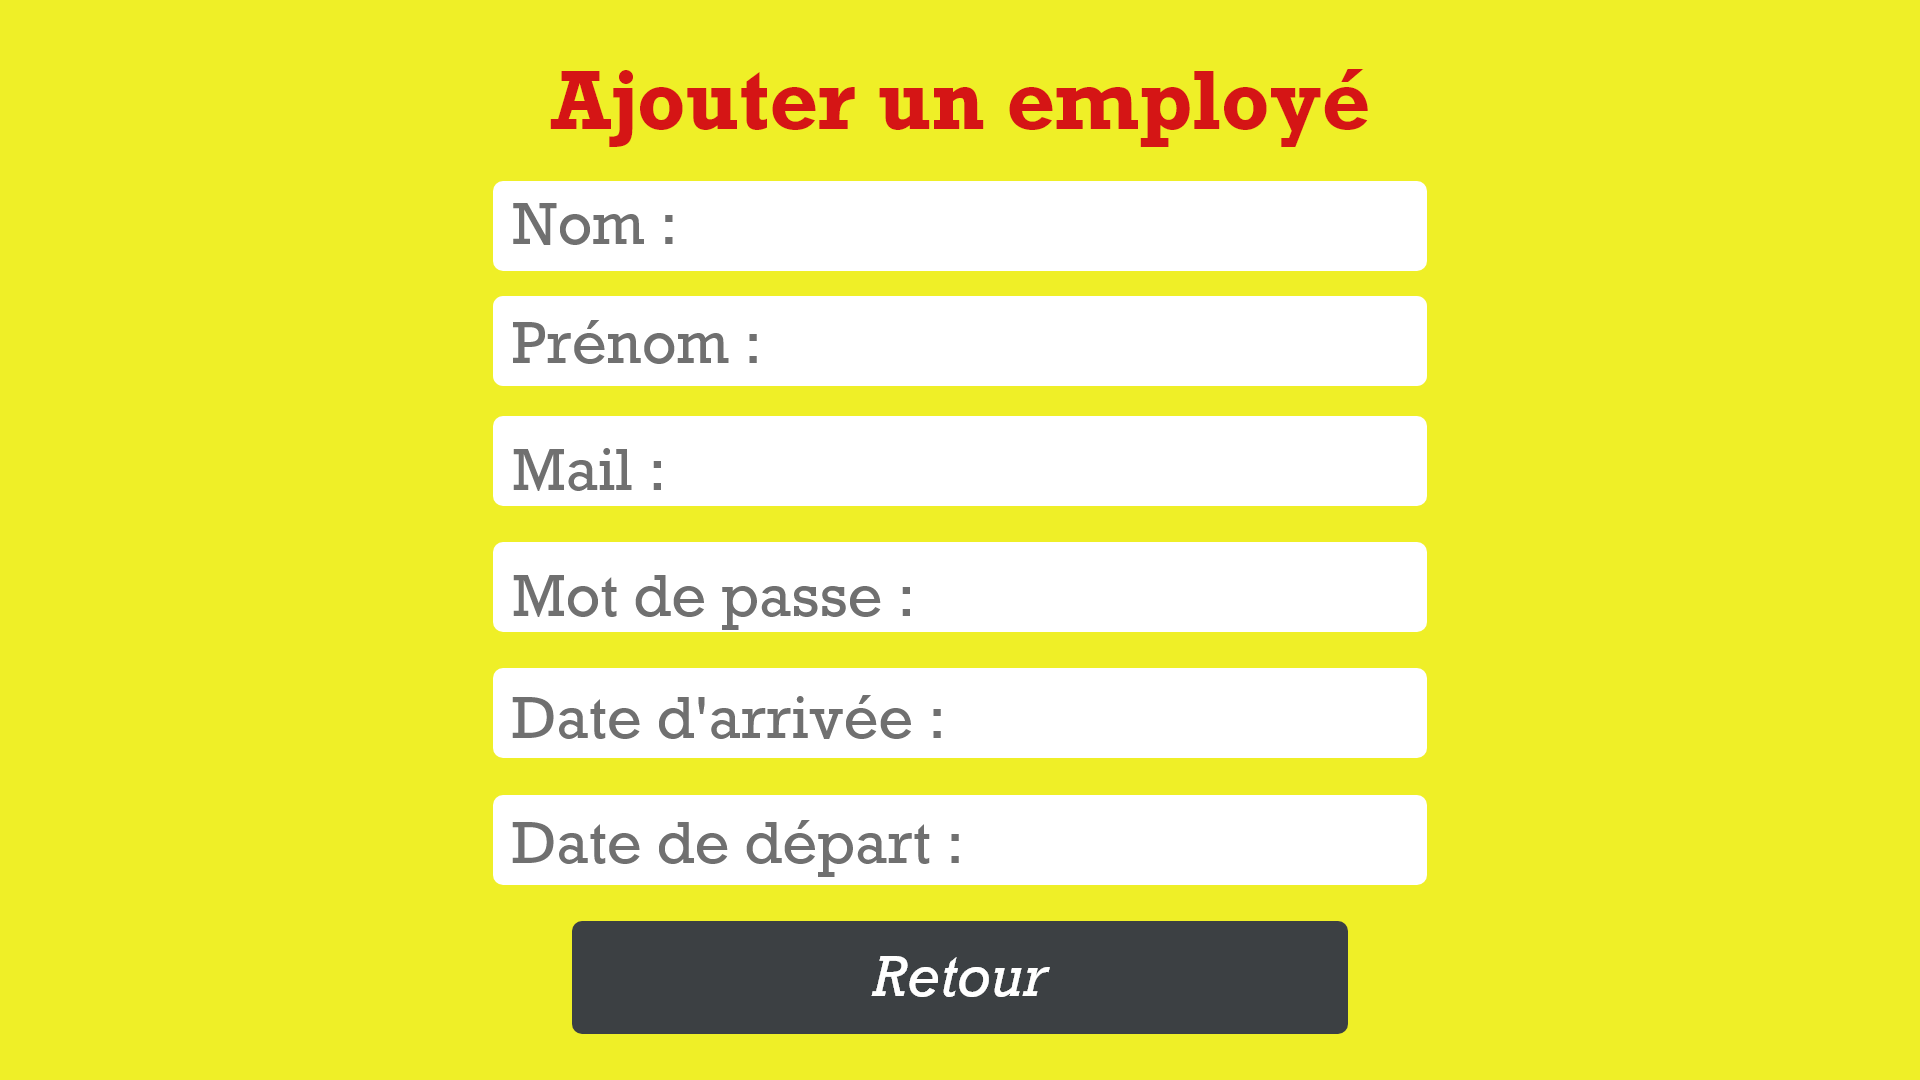 Ajouter un employé
Nom :
Prénom :
Mail :
Mot de passe :
Date d'arrivée :
Date de départ :
Retour